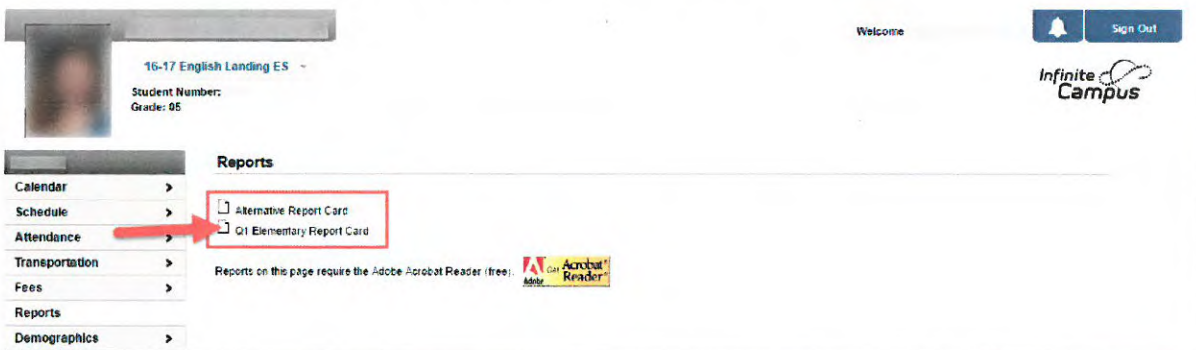 Welcome
Sign Out
16-17 English Landing ES
Student Number:
Grade: 05
Infinite
Campus
Reports
Calendar >
Schedule >
Attendance >
Transportation >
Fees >
Reports
Demographics >
Alternative Report Card
Q1 Elementary Report Card
Reports on this page require the Adobe Acrobat Reader (free).
Adobe
Get Acrobat®
Reader®